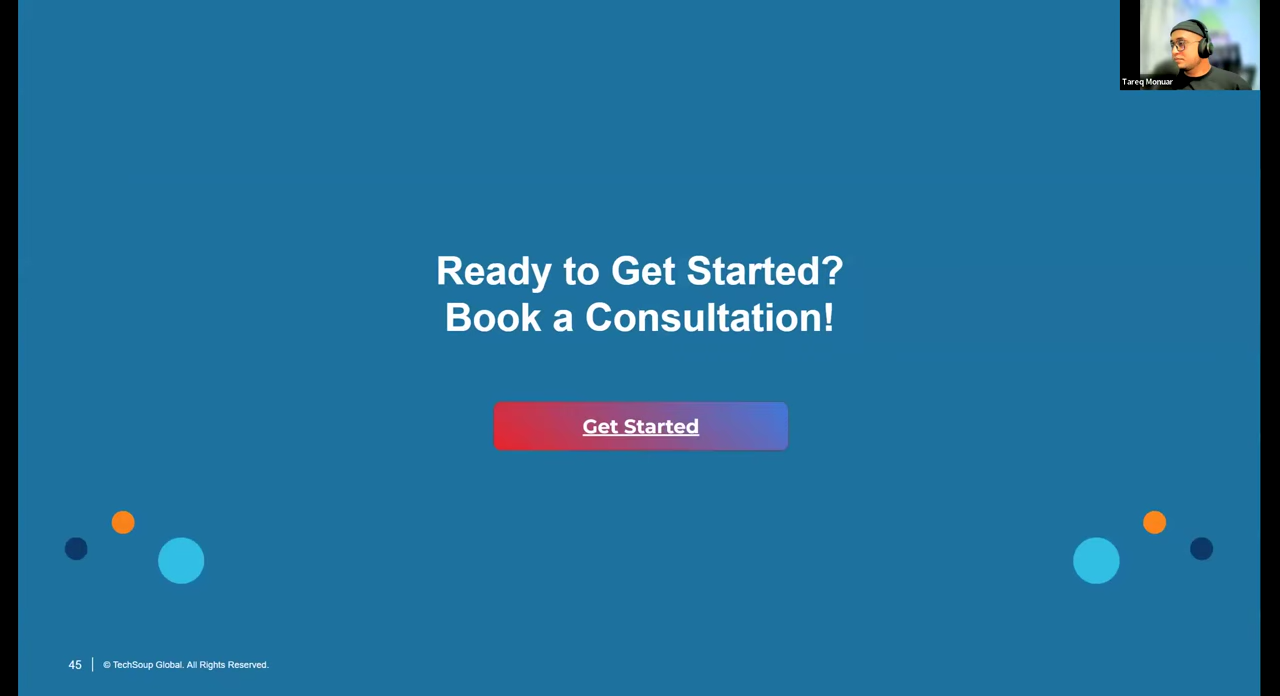 Tareq Monuar
Ready to Get Started?
Book a Consultation!
Get Started
45
© TechSoup Global. All Rights Reserved.